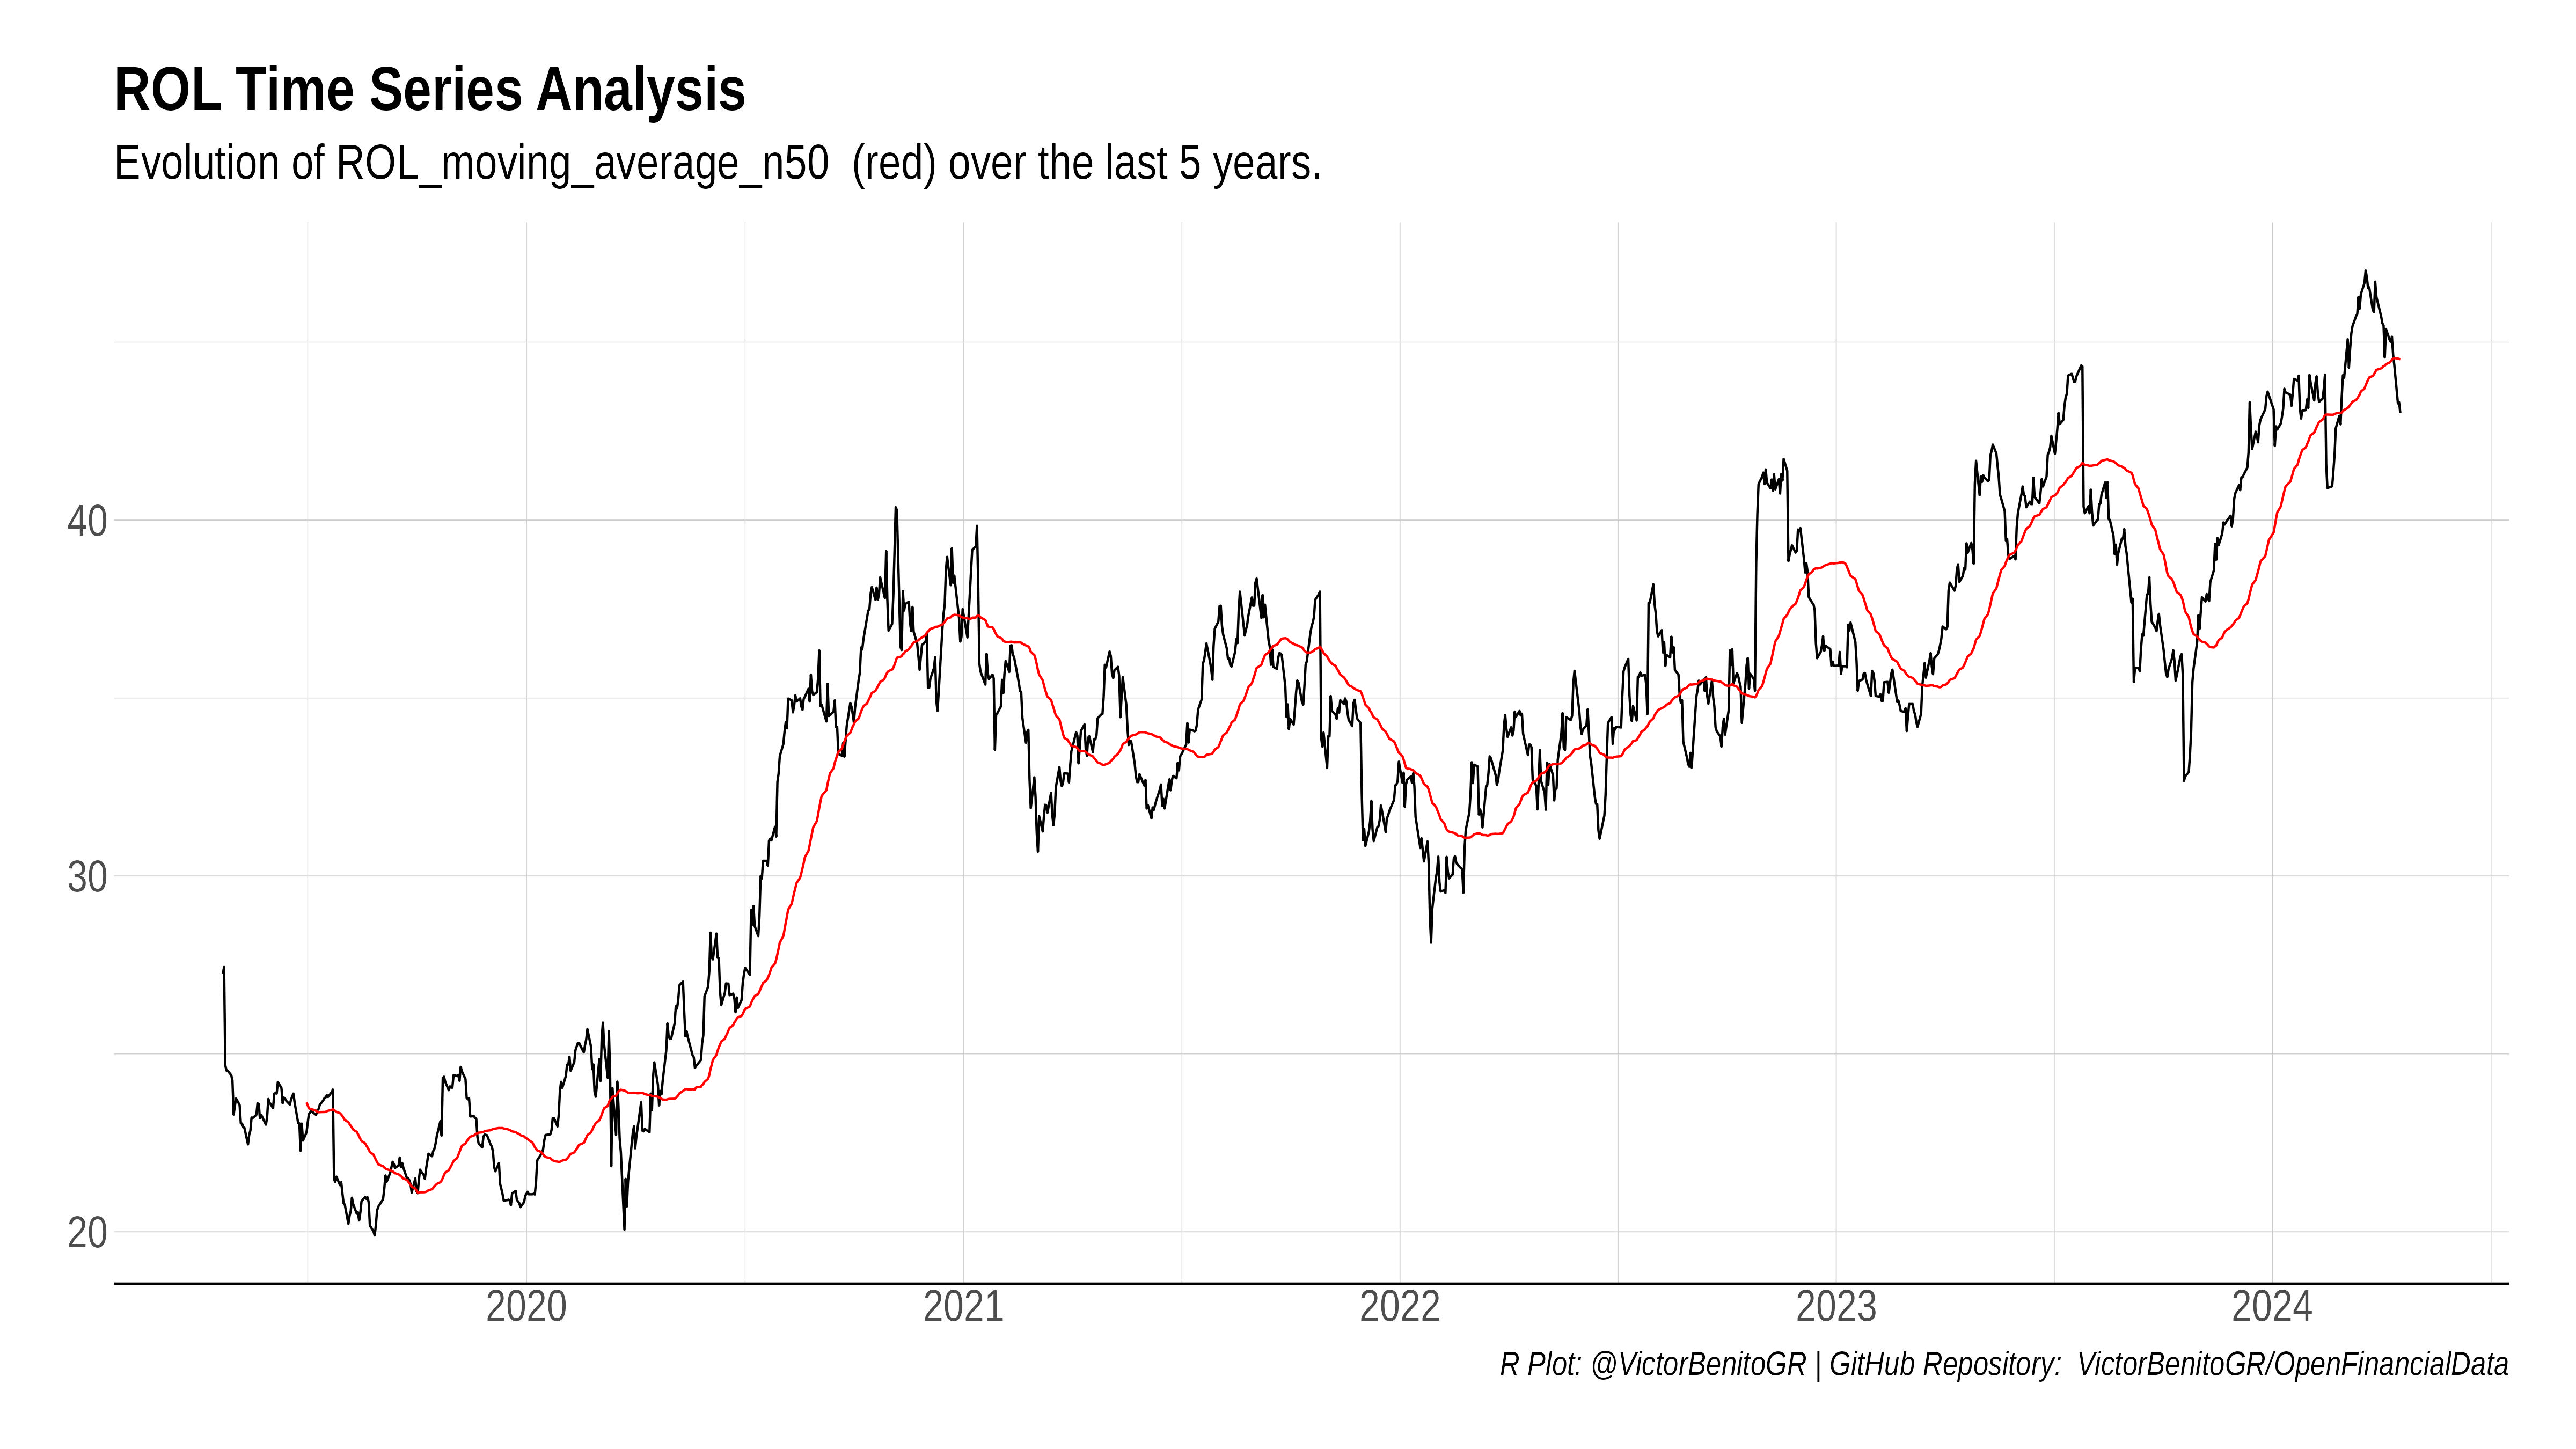 ROL Time Series Analysis
Evolution of ROL_moving_average_n50  (red) over the last 5 years.
40
30
20
2020 2021 2022 2023 2024
R Plot: @VictorBenitoGR | GitHub Repository:  VictorBenitoGR/OpenFinancialData